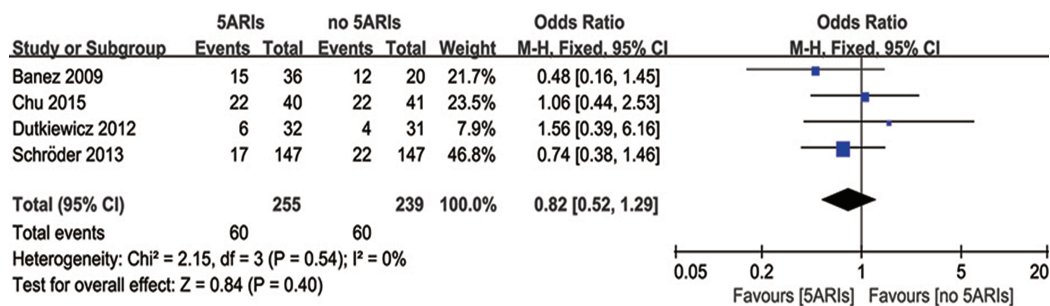 5ARIs no 5ARIs Odds Ratio Odds Ratio
Study or Subgroup Events Total Events Total Weight M-H, Fixed, 95% CI M-H, Fixed, 95% CI
Banez 2009 15 36 12 20 21.7% 0.48 [0.16, 1.45]
Chu 2015 22 40 22 41 23.5% 1.06 [0.44, 2.53]
Dutkiewicz 2012 6 32 4 31 7.9% 1.56 [0.39, 6.16]
Schröder 2013 17 147 22 147 46.8% 0.74 [0.38, 1.46]
Total (95% CI) 255 239 100.0% 0.82 [0.52, 1.29]
Total events 60 60
Heterogeneity: Chi² = 2.15, df = 3 (P = 0.54); I² = 0%
Test for overall effect: Z = 0.84 (P = 0.40)
0.05 0.2 1 5 20
Favours [5ARIs] Favours [no 5ARIs]